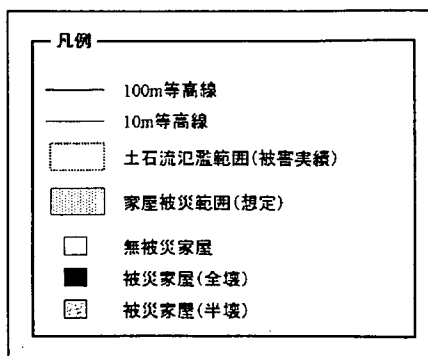 凡例
100m等高線
10m等高線
土石流氾濫範囲(被害実績)
家屋被災範囲(想定)
無被災家屋
被災家屋(全壊)
被災家屋(半壊)